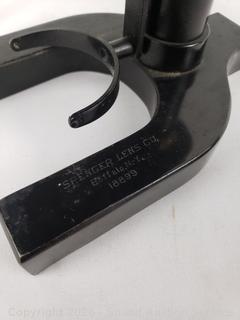 SPENCER LENS CO.
Buffalo, N.Y.
18899